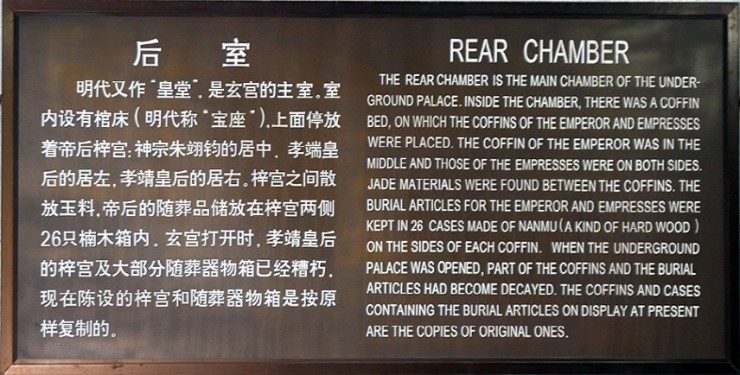 后 室
明代又作"皇堂"，是玄宫的主室。室
内设有棺床(明代称"宝座")，上面停放
着帝后梓宫：神宗朱翊钧的居中，孝端皇
后的居左，孝靖皇后的居右。梓宫之间散
放玉料，帝后的随葬品储放在梓宫两侧
26只楠木箱内，玄宫打开时，孝靖皇后
的梓宫及大部分随葬器物箱已经糟朽，
现在陈设的梓宫和随葬器物箱是按原
样复制的。
REAR CHAMBER
THE REAR CHAMBER IS THE MAIN CHAMBER OF THE UNDER-
GROUND PALACE. INSIDE THE CHAMBER, THERE WAS A COFFIN
BED, ON WHICH THE COFFINS OF THE EMPEROR AND EMPRESSES
WERE PLACED. THE COFFIN OF THE EMPEROR WAS IN THE
MIDDLE AND THOSE OF THE EMPRESSES WERE ON BOTH SIDES.
JADE MATERIALS WERE FOUND BETWEEN THE COFFINS. THE
BURIAL ARTICLES FOR THE EMPEROR AND EMPRESSES WERE
KEPT IN 26 CASES MADE OF NANMU (A KIND OF HARD WOOD)
ON THE SIDES OF EACH COFFIN. WHEN THE UNDERGROUND
PALACE WAS OPENED, PART OF THE COFFINS AND THE BURIAL
ARTICLES HAD BECOME DECAYED. THE COFFINS AND CASES
CONTAINING THE BURIAL ARTICLES ON DISPLAY AT PRESENT
ARE THE COPIES OF ORIGINAL ONES.